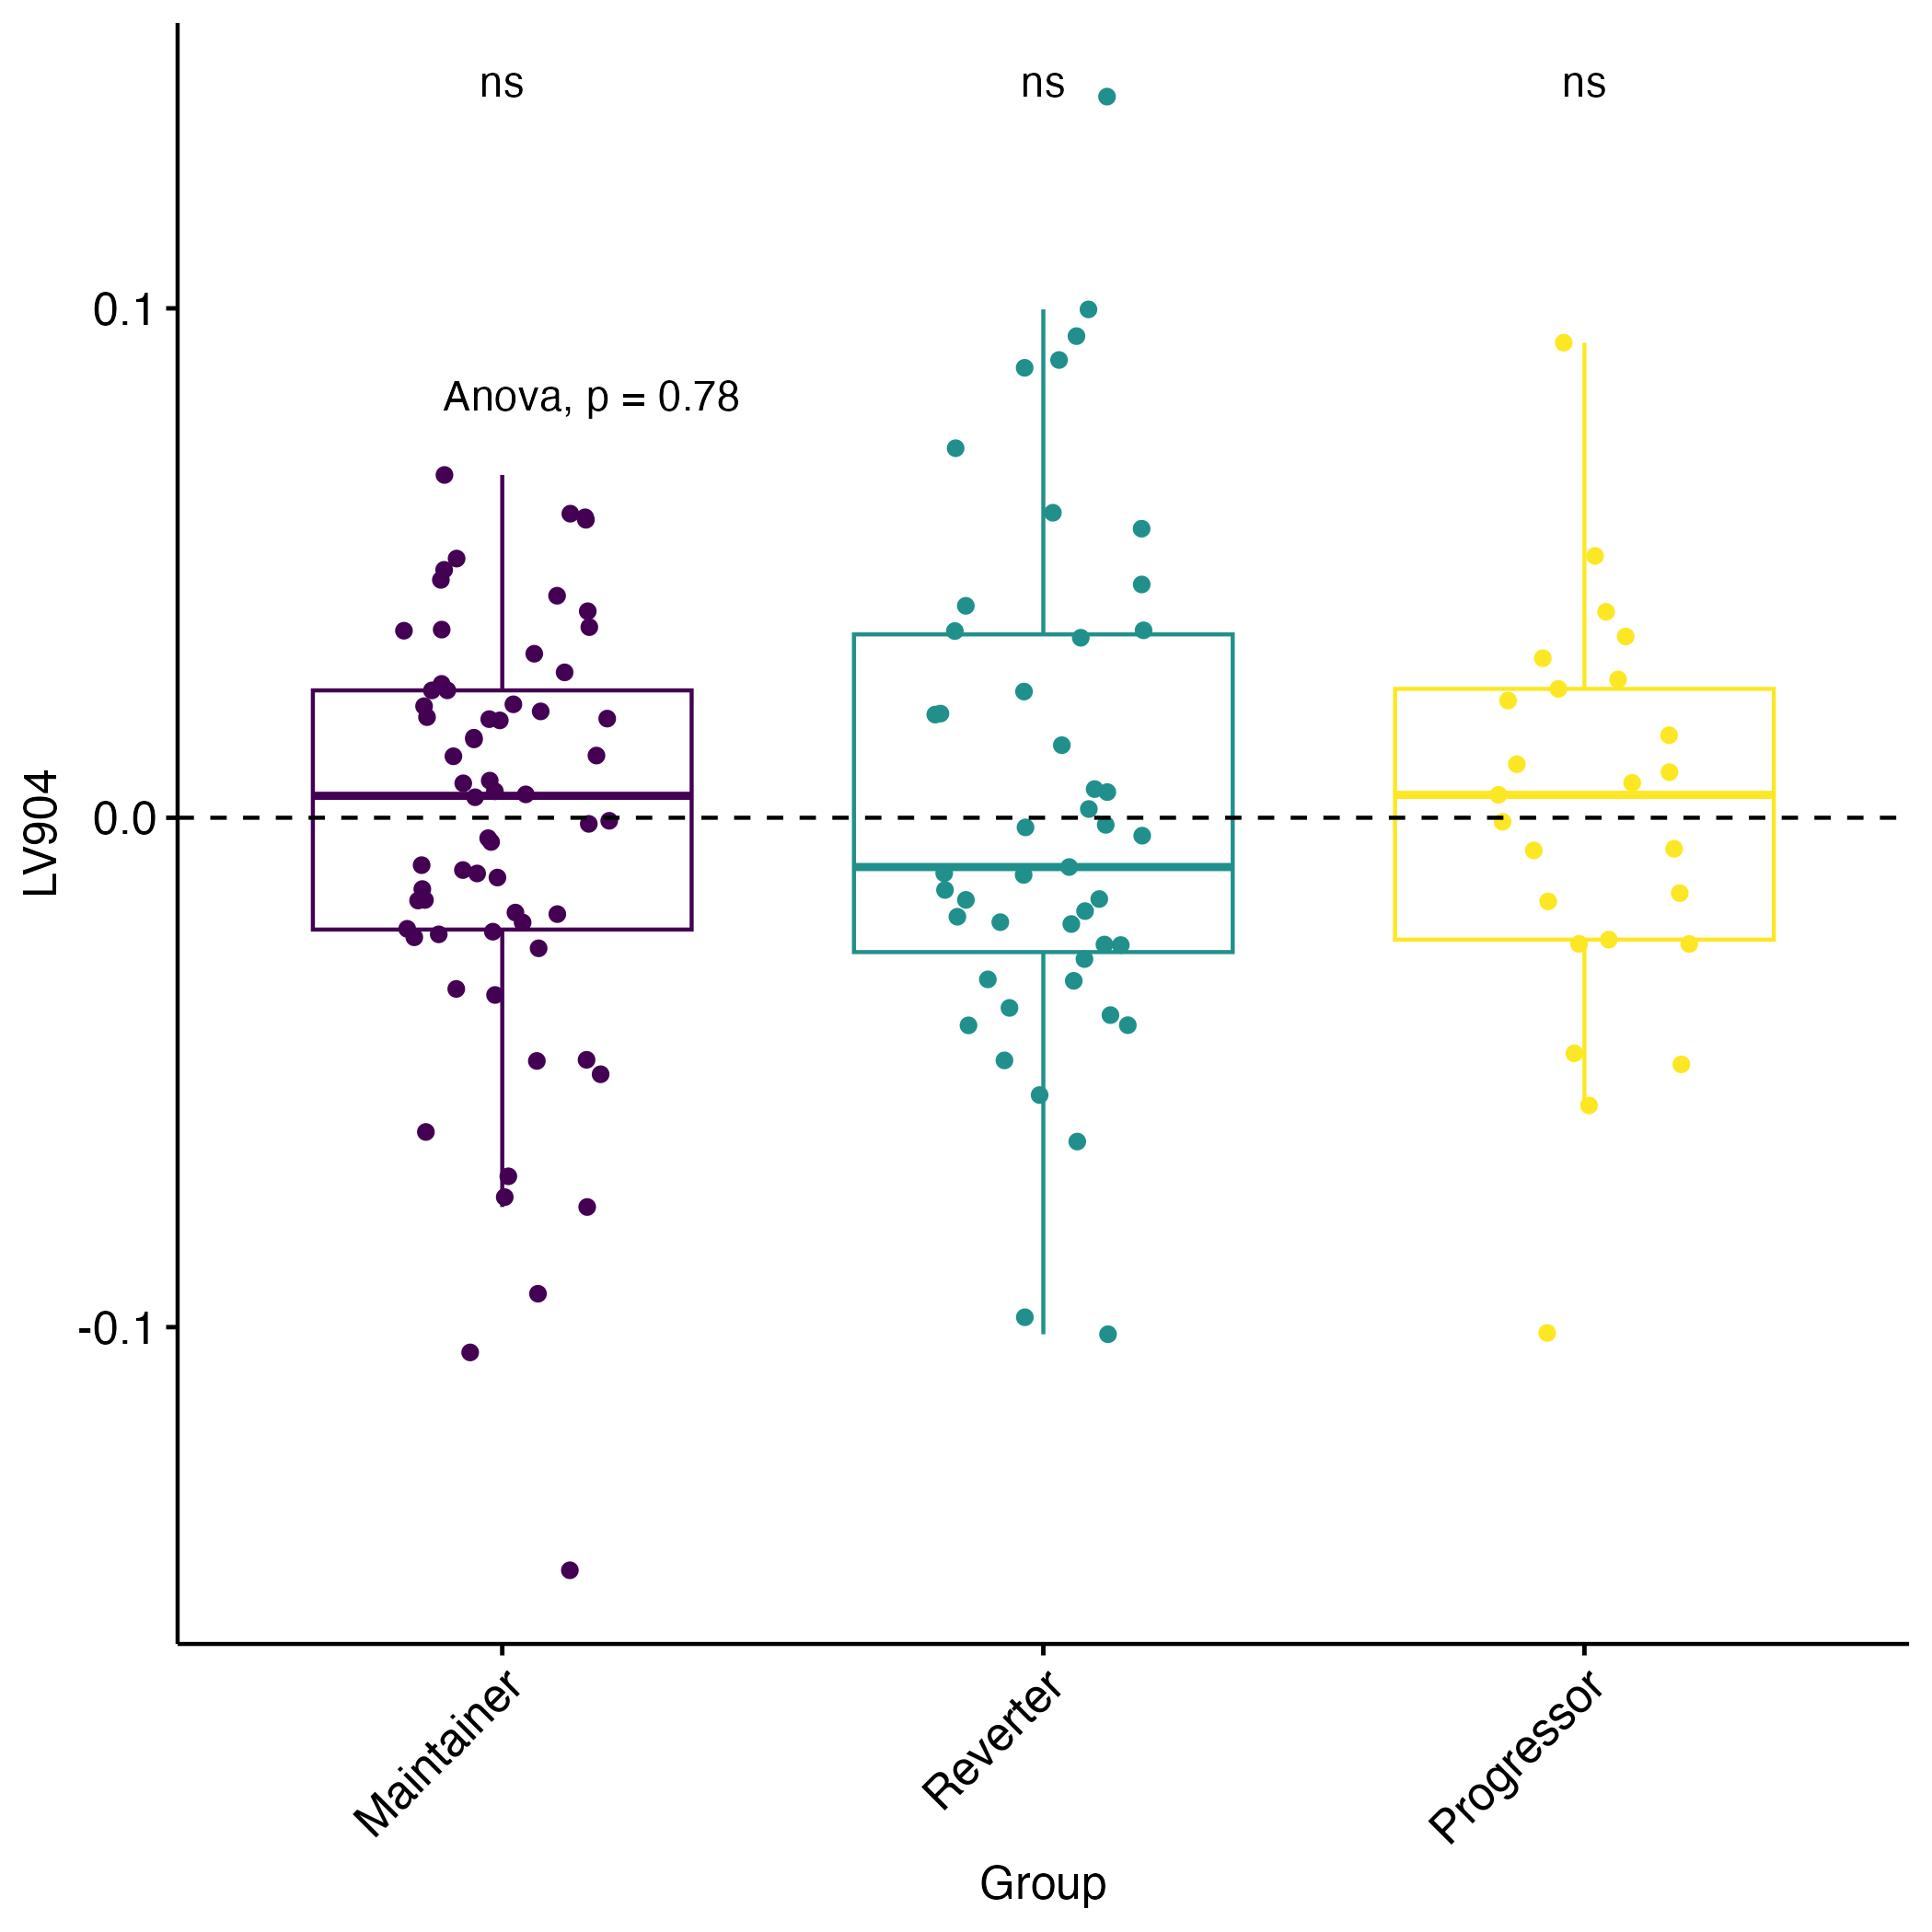 ns ns ns
Anova, p = 0.78
LV904
0.1
0.0
-0.1
Maintainer
Reverter
Progressor
Group